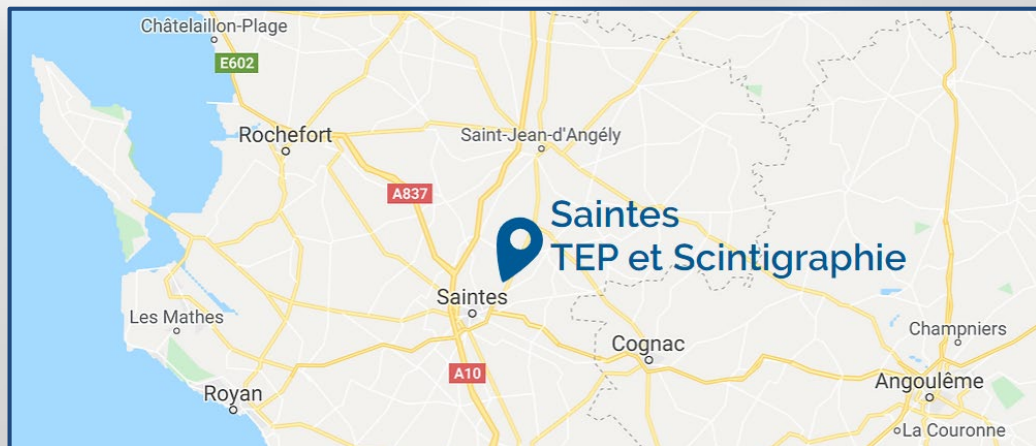 Châtelaillon-Plage
E602
Rochefort
Saint-Jean-d'Angély
A837
Saintes
TEP et Scintigraphie
Saintes
Les Mathes
Cognac
Champniers
A10
Royan
Angoulême
La Couronne